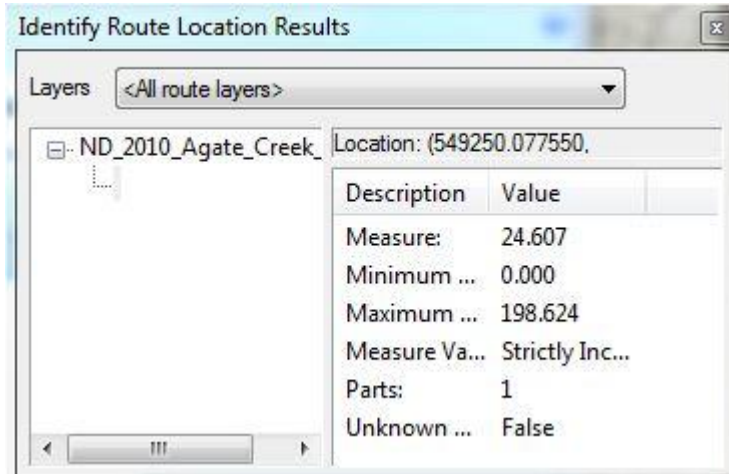 Identify Route Location Results
Layers <All route layers>
ND_2010_Agate_Creek_
Location: (549250.077550,
Description Value
Measure: 24.607
Minimum ... 0.000
Maximum ... 198.624
Measure Va... Strictly Inc...
Parts: 1
Unknown ... False